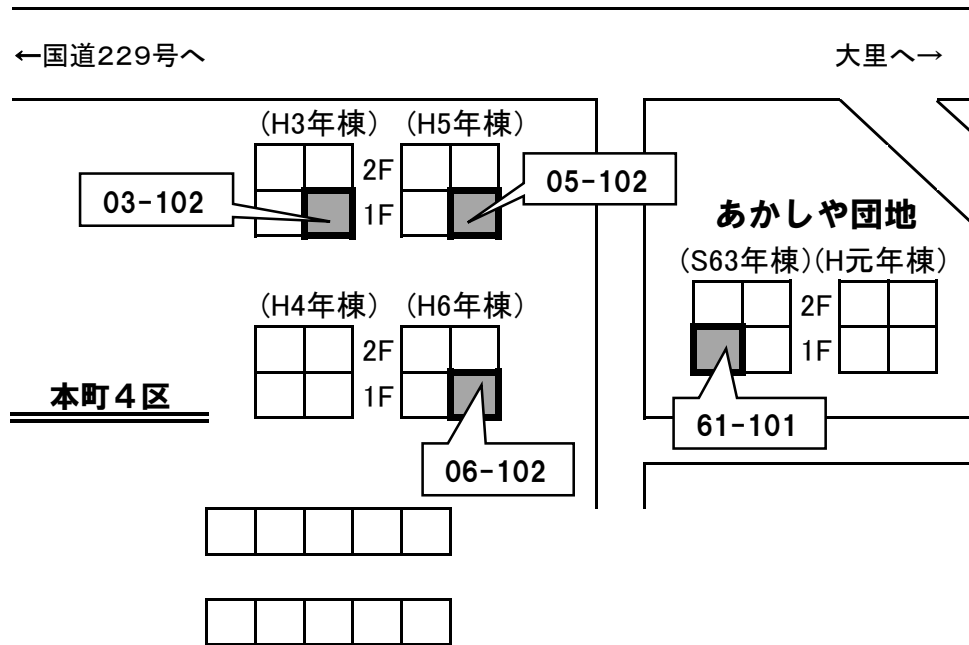 ←国道229号へ
大里へ→
(H3年棟) (H5年棟)
2F
03-102
05-102
1F
あかしや団地
(S63年棟)(H元年棟)
2F
1F
61-101
(H4年棟) (H6年棟)
2F
1F
本町4区
06-102